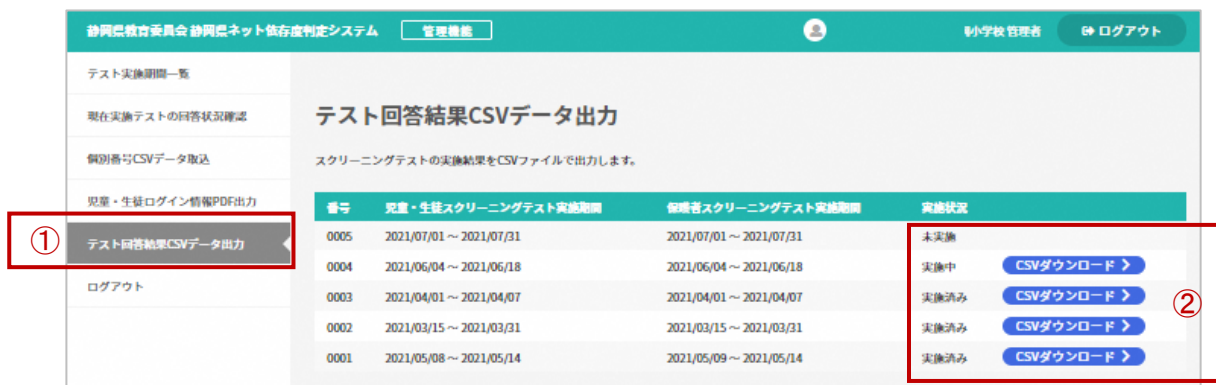 静岡県教育委員会 静岡県ネット依存度判定システム 管理機能 小学校 管理者 ログアウト
テスト実施期間一覧
現在実施テストの回答状況確認
個別番号CSVデータ取込
児童・生徒ログイン情報PDF出力
① テスト回答結果CSVデータ出力
ログアウト
テスト回答結果CSVデータ出力
スクリーニングテストの実施結果をCSVファイルで出力します。
番号 児童・生徒スクリーニングテスト実施期間 保護者スクリーニングテスト実施期間 実施状況
0005 2021/07/01 ～ 2021/07/31 2021/07/01 ～ 2021/07/31 未実施
0004 2021/06/04 ～ 2021/06/18 2021/06/04 ～ 2021/06/18 実施中 CSVダウンロード
0003 2021/04/01 ～ 2021/04/07 2021/04/01 ～ 2021/04/07 実施済み CSVダウンロード
②
0002 2021/03/15 ～ 2021/03/31 2021/03/15 ～ 2021/03/31 実施済み CSVダウンロード
0001 2021/05/08 ～ 2021/05/14 2021/05/09 ～ 2021/05/14 実施済み CSVダウンロード